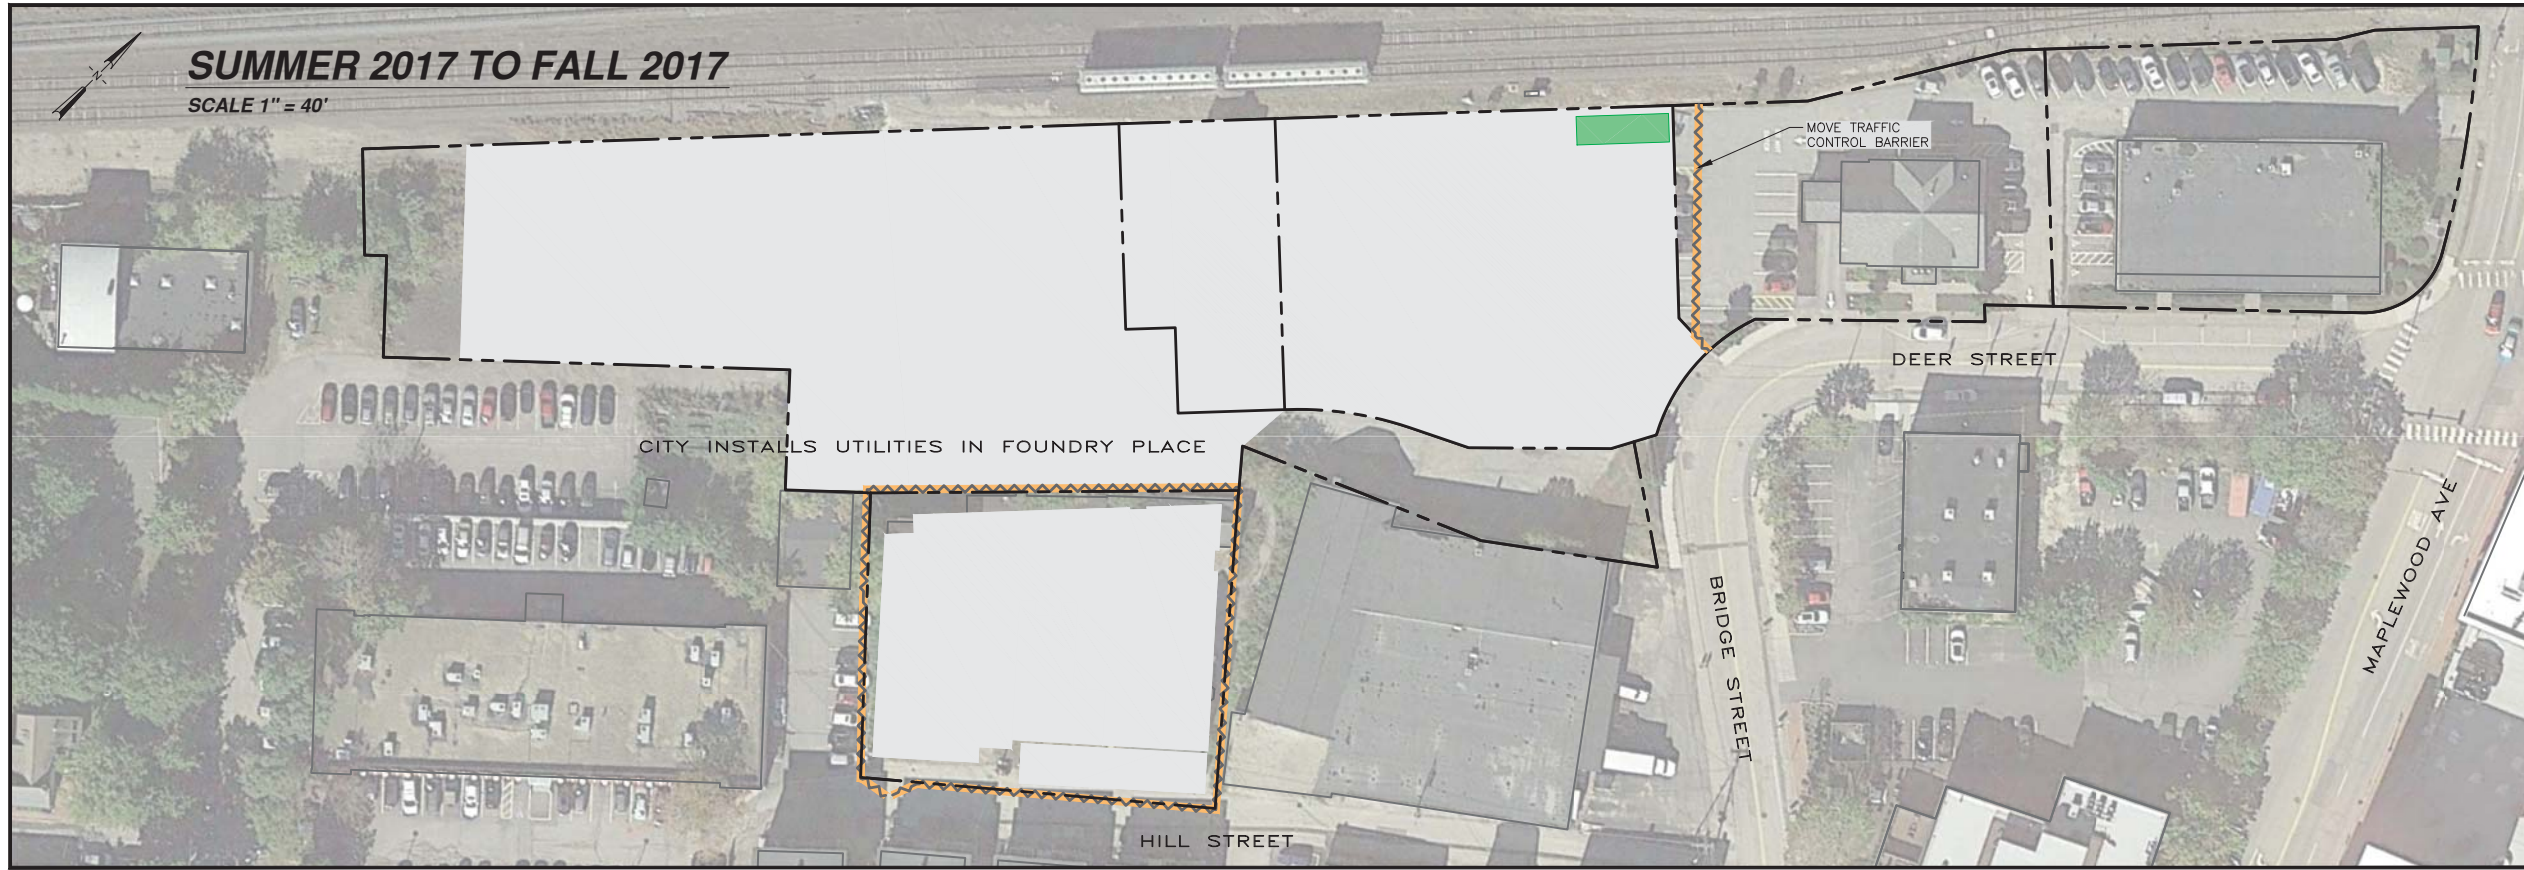 N
SUMMER 2017 TO FALL 2017
SCALE 1" = 40'
MOVE TRAFFIC
CONTROL BARRIER
DEER STREET
CITY INSTALLS UTILITIES IN FOUNDRY PLACE
BRIDGE STREET
MAPLEWOOD AVE
HILL STREET